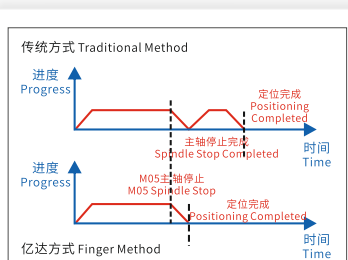 传统方式 Traditional Method
进度
Progress
定位完成
Positioning
Completed
主轴停止完成
Spindle Stop Completed
时间
Time
进度
Progress
M05主轴停止
M05 Spindle Stop
定位完成
Positioning Completed
时间
Time
亿达方式 Finger Method